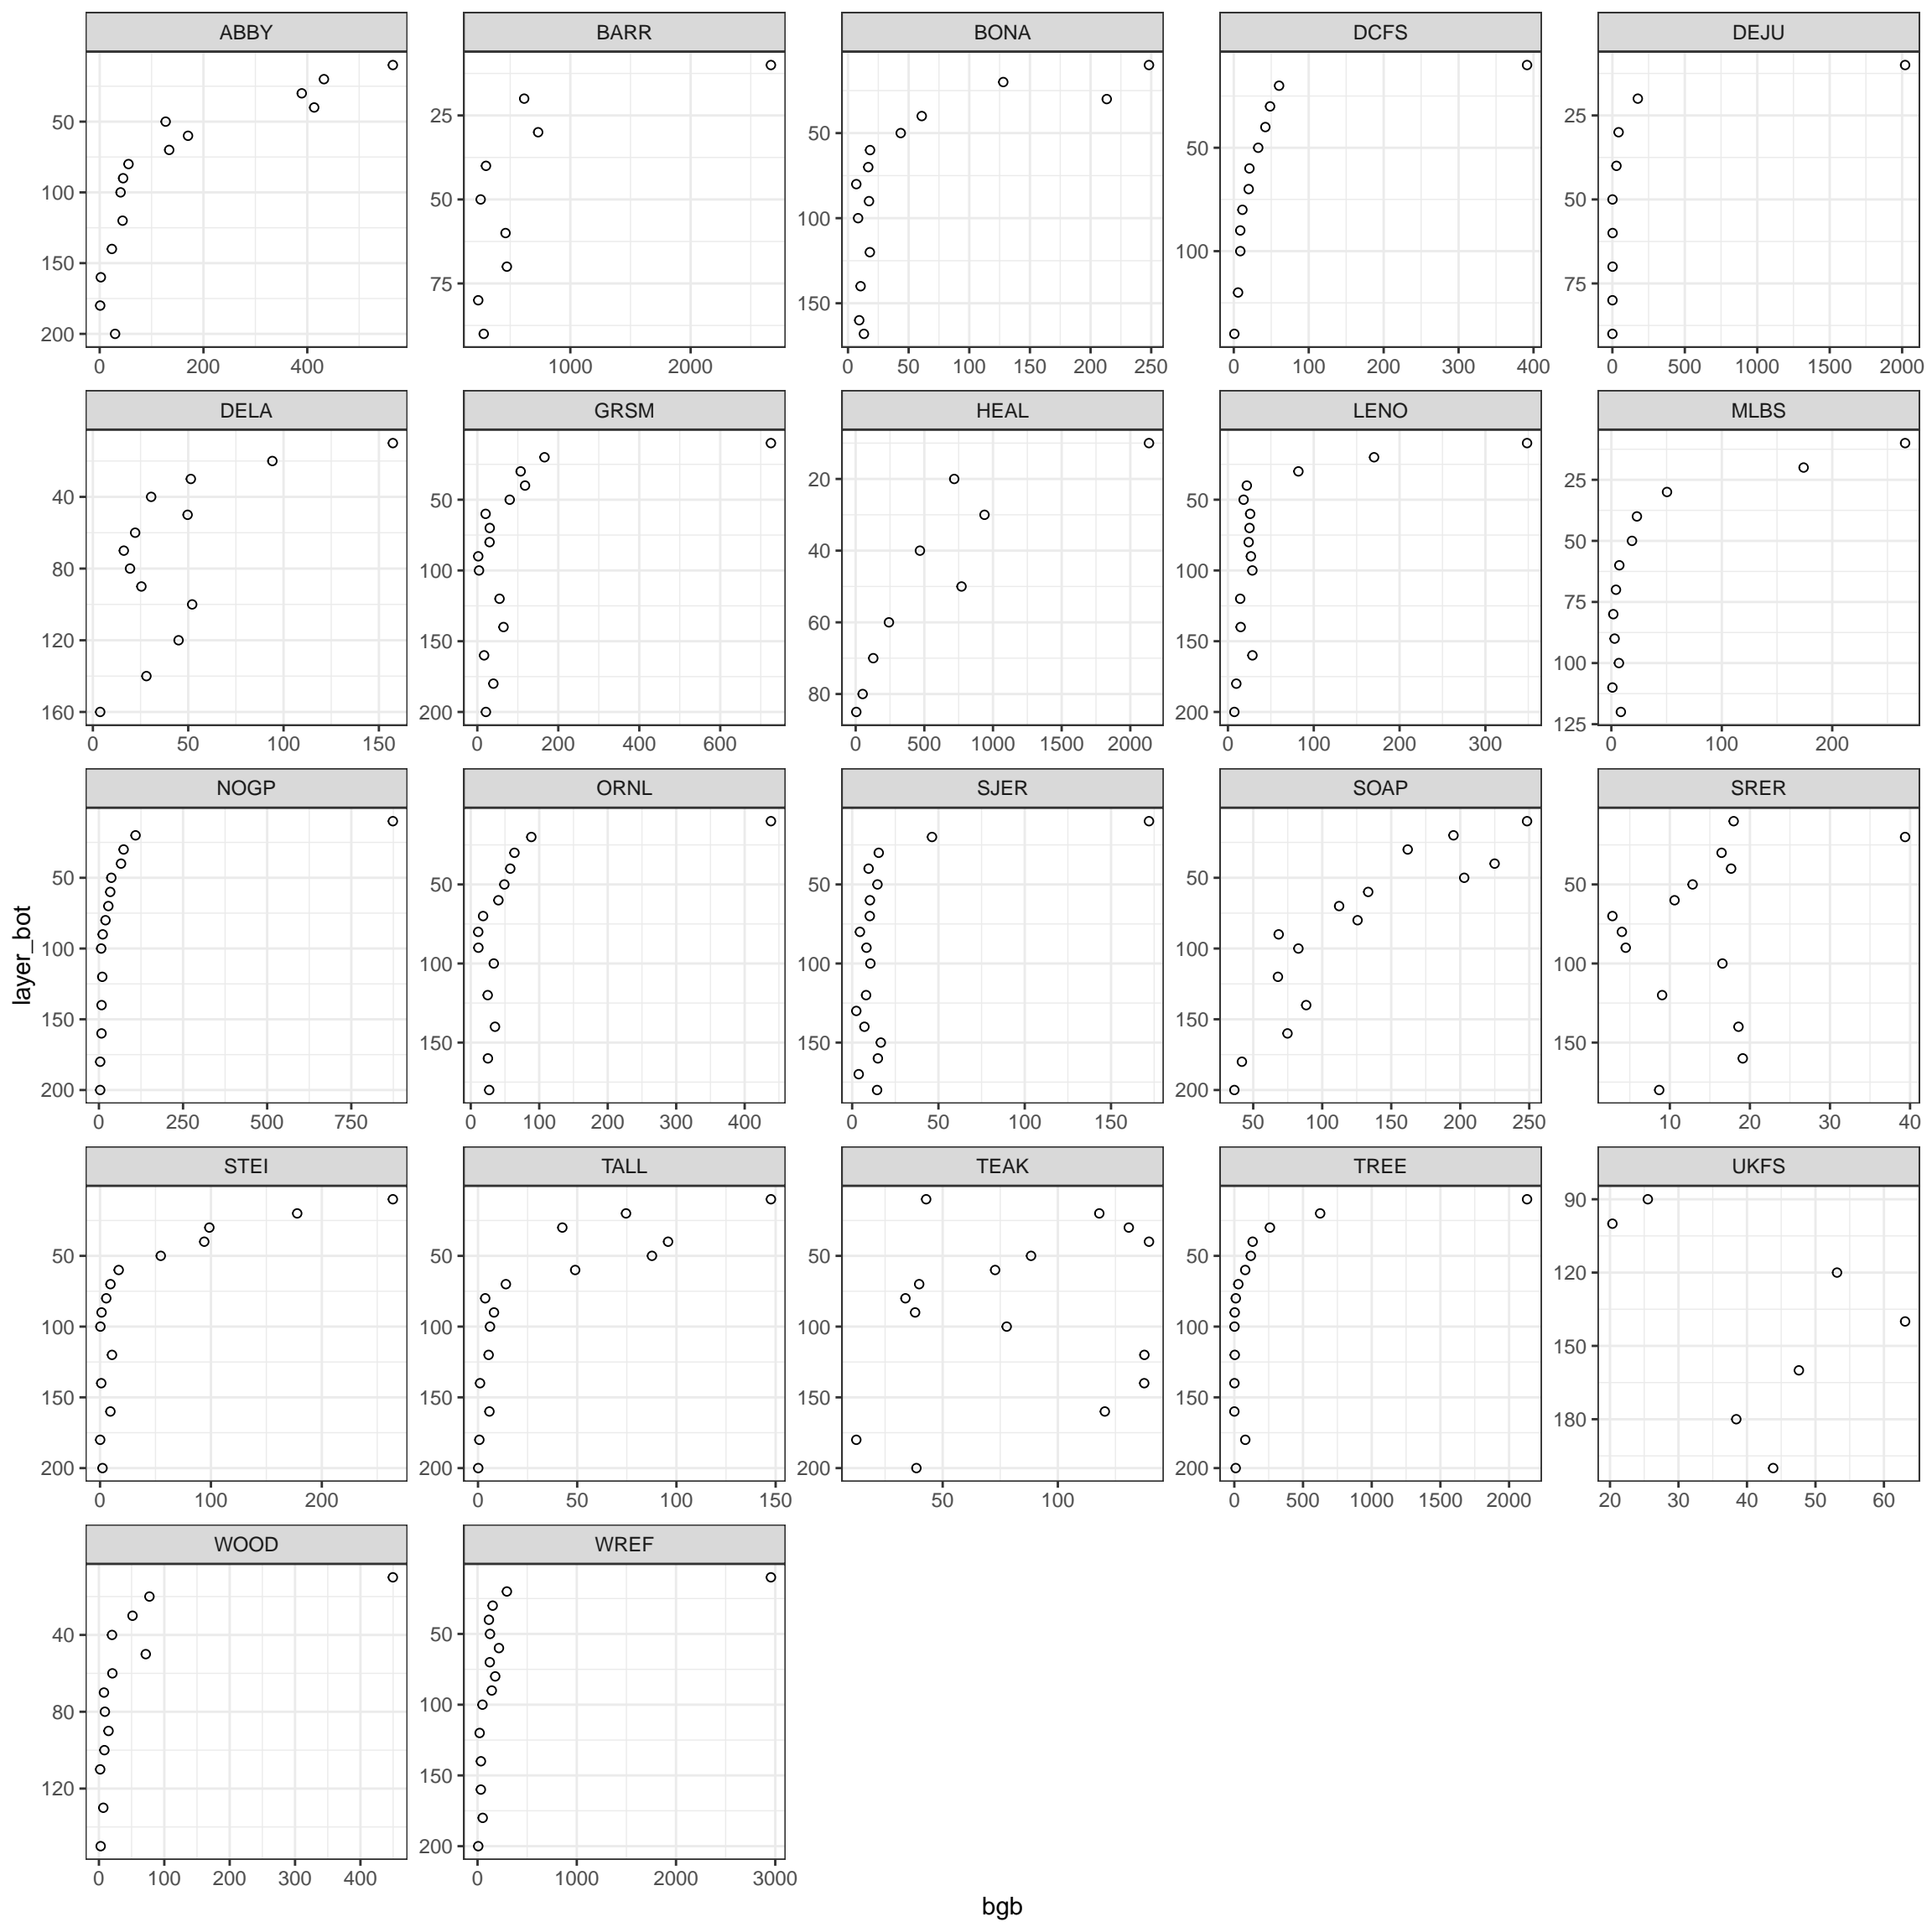 ABBY BARR BONA DCFS DEJU
50 100 150 200
25 50 75
50 100 150
50 100
25 50 75
0 200 400
1000 2000
0 50 100 150 200 250
0 100 200 300 400
0 500 1000 1500 2000
DELA GRSM HEAL LENO MLBS
40 80 120 160
50 100 150 200
20 40 60 80
50 100 150 200
25 50 75 100 125
0 50 100 150
0 200 400 600
0 500 1000 1500 2000
0 100 200 300
0 100 200
NOGP ORNL SJER SOAP SRER
50 100 150 200
50 100 150
50 100 150
50 100 150 200
50 100 150
0 250 500 750
0 100 200 300 400
0 50 100 150
50 100 150 200 250
10 20 30 40
layer_bot
STEI TALL TEAK TREE UKFS
50 100 150 200
50 100 150 200
50 100 150 200
50 100 150 200
90 120 150 180
0 100 200
0 50 100 150
50 100
0 500 1000 1500 2000
20 30 40 50 60
WOOD WREF
40 80 120
50 100 150 200
0 100 200 300 400
0 1000 2000 3000
bgb